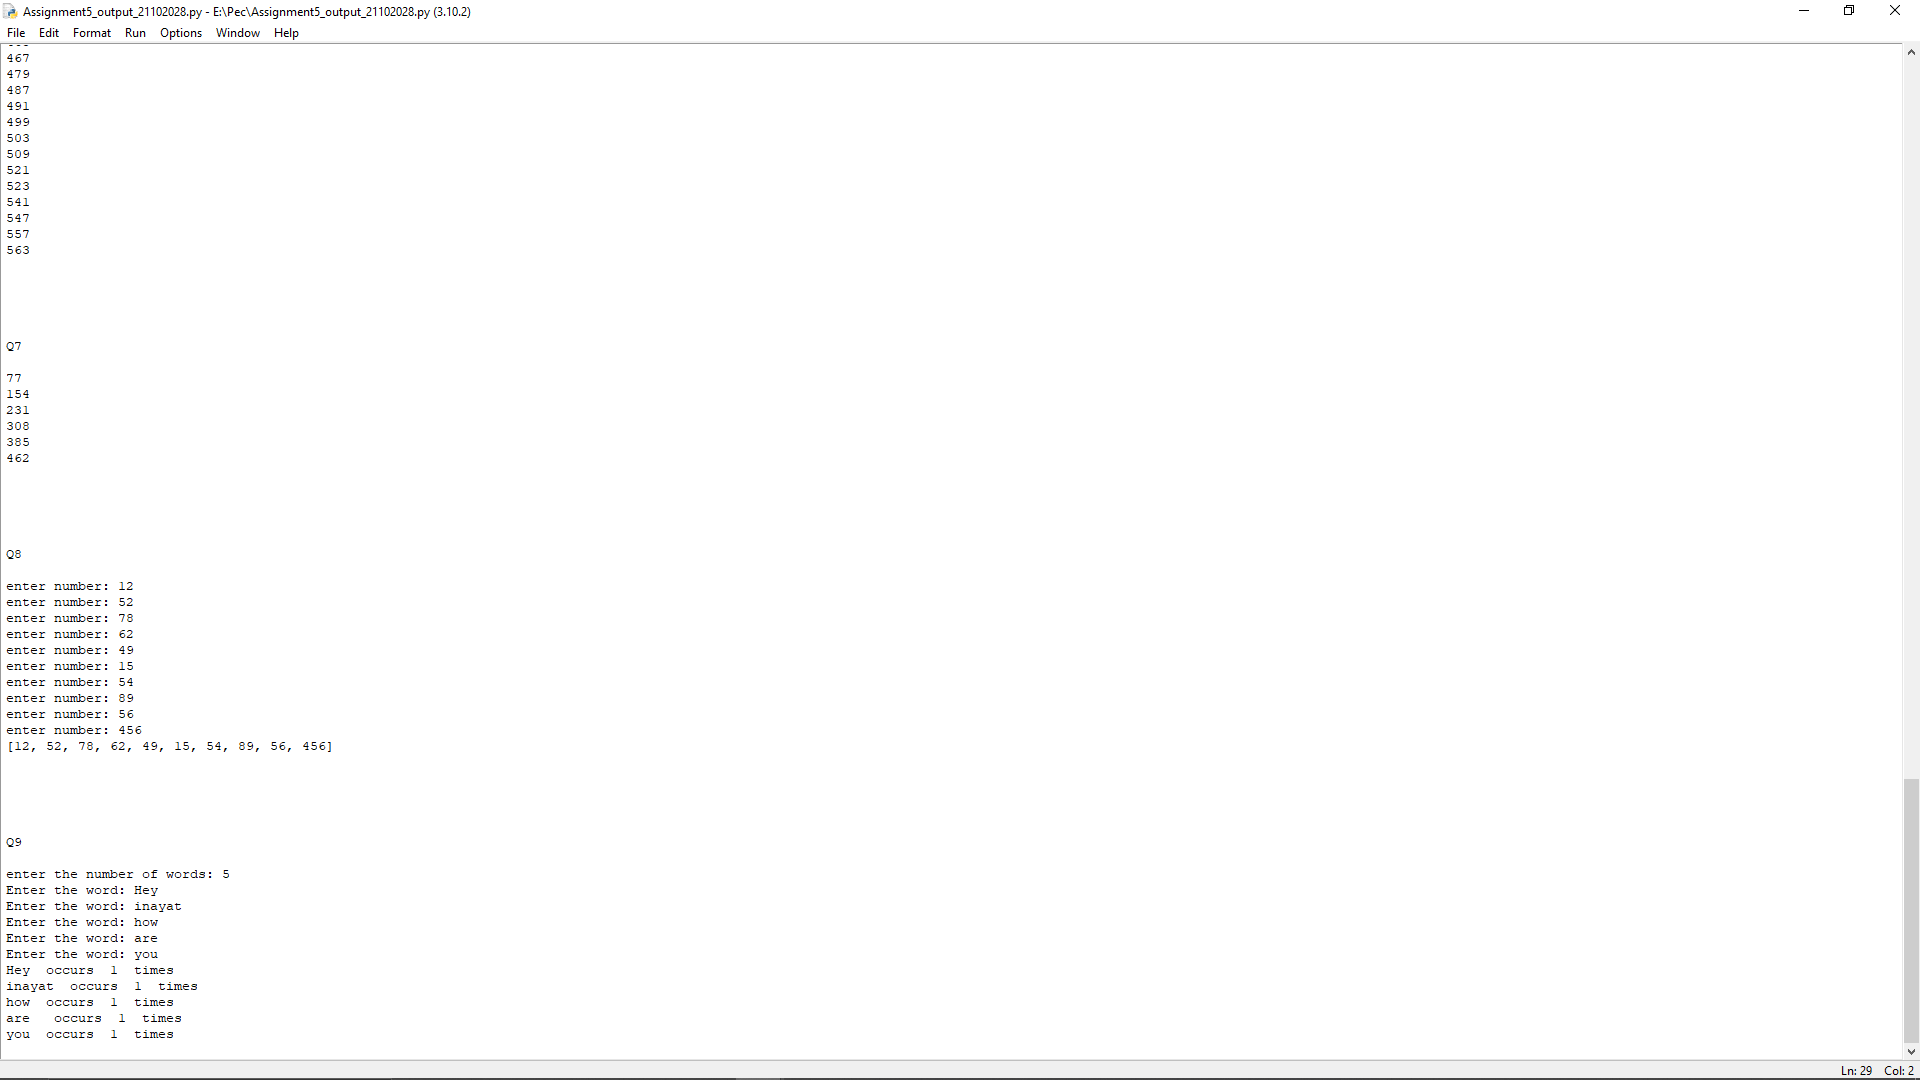 Assignment5_output_21102028.py - E:\Pec\Assignment5_output_21102028.py (3.10.2)
File Edit Format Run Options Window Help
467
479
487
491
499
503
509
521
523
541
547
557
563
Q7
77
154
231
308
385
462
Q8
enter number: 12
enter number: 52
enter number: 78
enter number: 62
enter number: 49
enter number: 15
enter number: 54
enter number: 89
enter number: 56
enter number: 456
[12, 52, 78, 62, 49, 15, 54, 89, 56, 456]
Q9
enter the number of words: 5
Enter the word: Hey
Enter the word: inayat
Enter the word: how
Enter the word: are
Enter the word: you
Hey  occurs  1  times
inayat  occurs  1  times
how  occurs  1  times
are   occurs  1  times
you  occurs  1  times
Ln: 29 Col: 2